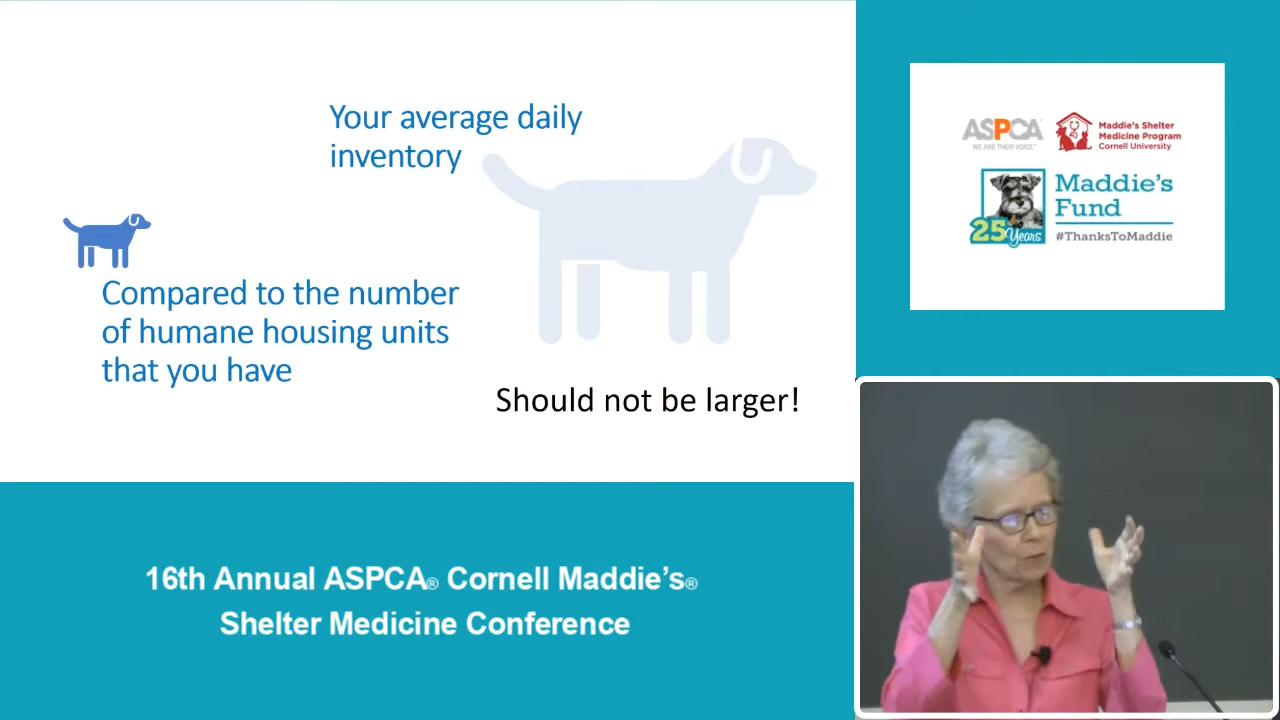 Your average daily
inventory
Compared to the number
of humane housing units
that you have
Should not be larger!
ASPCA
WE ARE THEIR VOICE™
Maddie's Shelter
Medicine Program
Cornell University
Maddie's
Fund
25 Years
#ThanksToMaddie
16th Annual ASPCA® Cornell Maddie's®
Shelter Medicine Conference